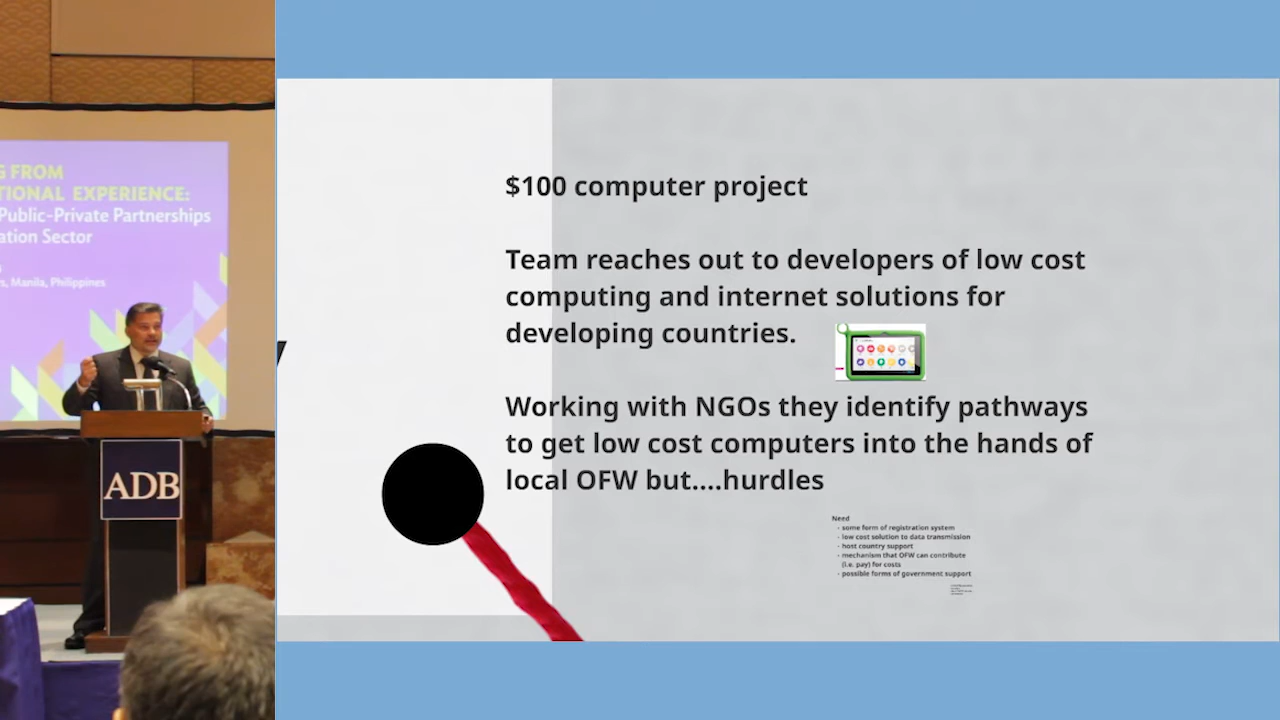 G FROM
TIONAL EXPERIENCE:
Public-Private Partnerships
ation Sector
s, Manila, Philippines
ADB
$100 computer project
Team reaches out to developers of low cost
computing and internet solutions for
developing countries.
Working with NGOs they identify pathways
to get low cost computers into the hands of
local OFW but....hurdles
Need
- some form of registration system
- low cost solution to data transmission
- host country support
- mechanism that OFW can contribute
(i.e. pay) for costs
- possible forms of government support